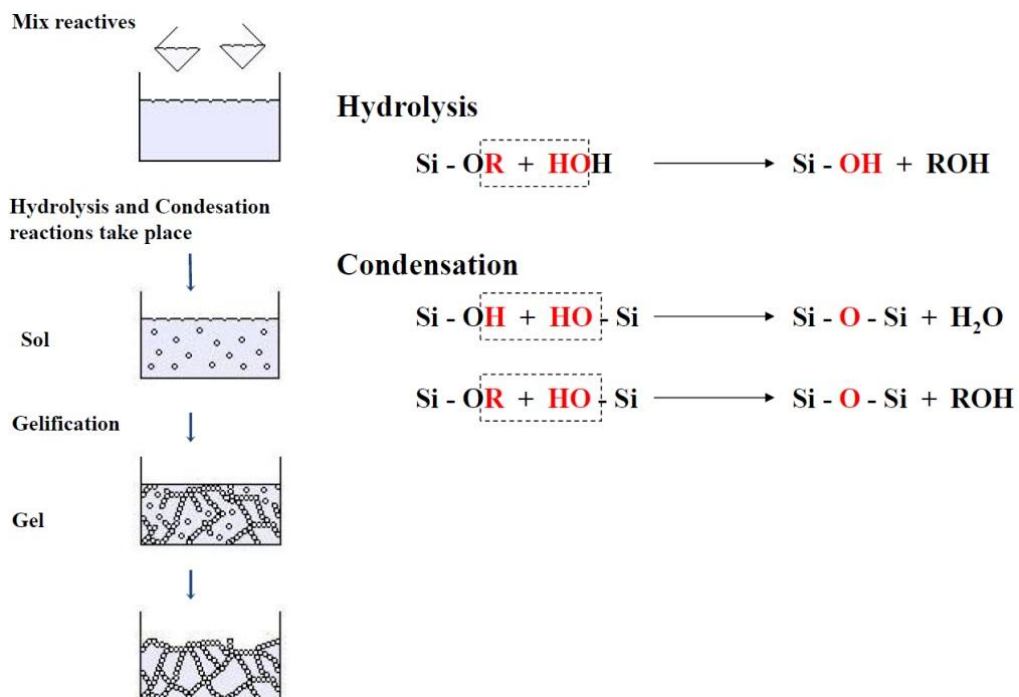 Mix reactives
Hydrolysis and Condesation
reactions take place
Sol
Gelification
Gel
Hydrolysis
Si - OR + HOH → Si - OH + ROH
Condensation
Si - OH + HO - Si → Si - O - Si + H₂O
Si - OR + HO - Si → Si - O - Si + ROH